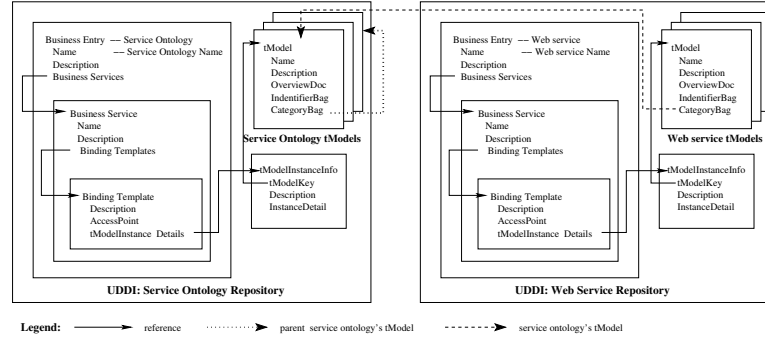 Business Entry −− Service Ontology
Name −− Service Ontology Name
Description
Business Services
Business Service
Name
Description
Binding Templates
Binding Template
Description
AccessPoint
tModelInstance Details
tModel
Name
Description
OverviewDoc
IndentifierBag
CategoryBag
Service Ontology tModels
tModelInstanceInfo
tModelKey
Description
InstanceDetail
UDDI: Service Ontology Repository
Business Entry −− Web service
Name −− Web service Name
Description
Business Services
Business Service
Name
Description
Binding Templates
Binding Template
Description
AccessPoint
tModelInstance Details
tModel
Name
Description
OverviewDoc
IndentifierBag
CategoryBag
Web service tModels
tModelInstanceInfo
tModelKey
Description
InstanceDetail
UDDI: Web Service Repository
Legend: reference parent service ontology's tModel service ontology's tModel